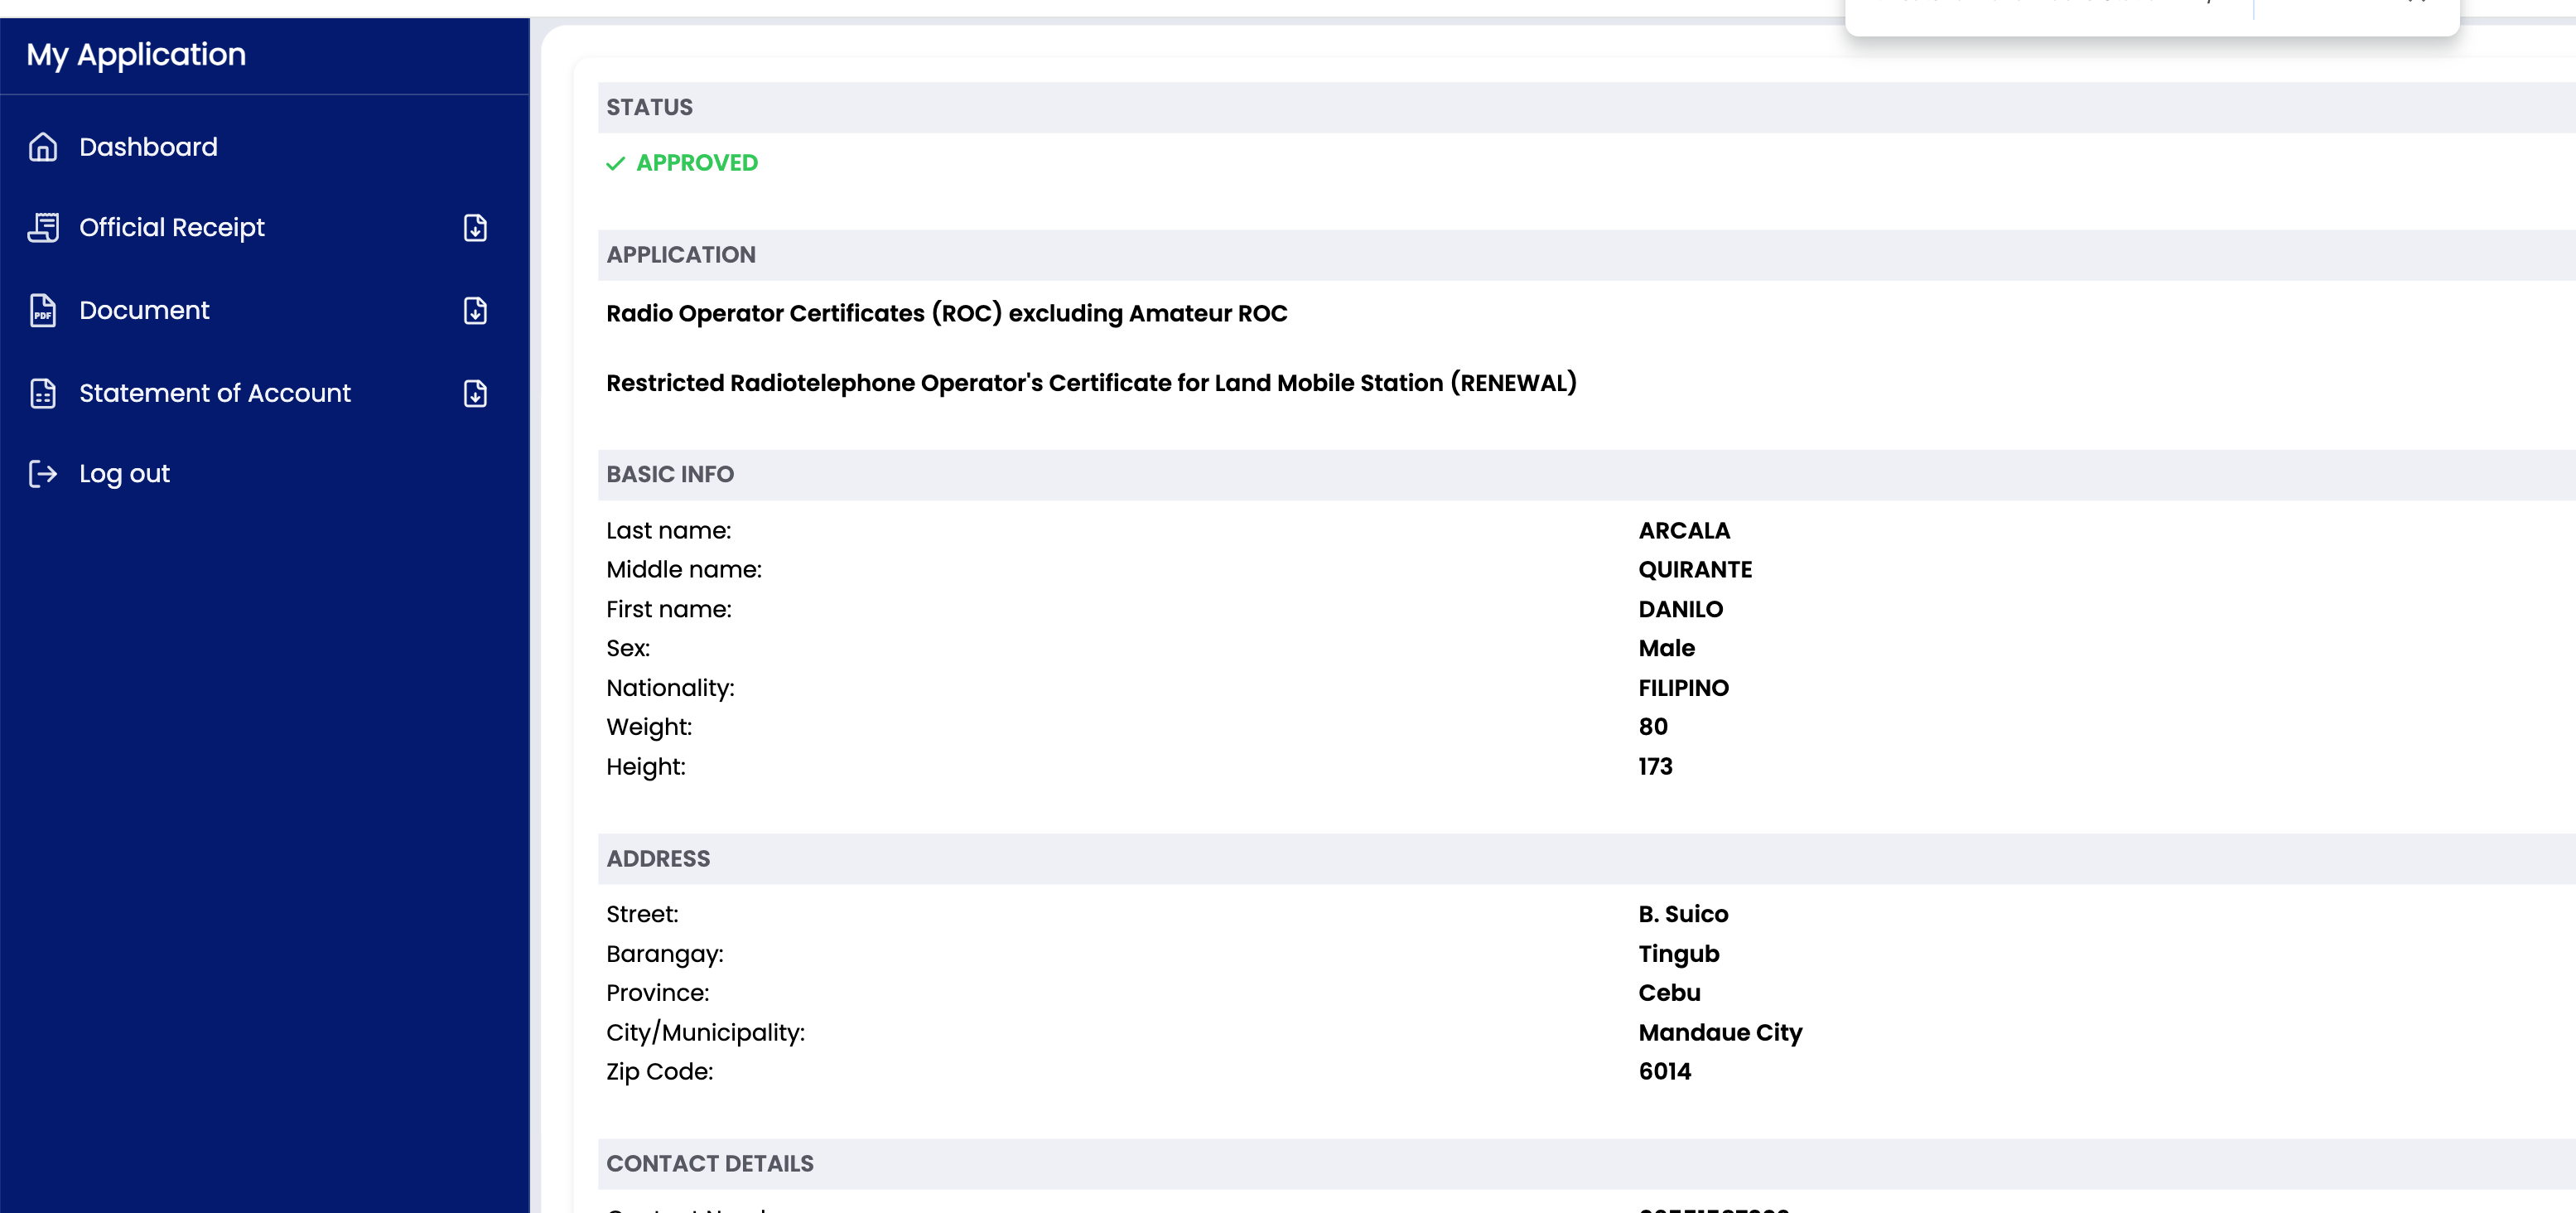 My Application
Dashboard
Official Receipt
Document
PDF
Statement of Account
Log out
STATUS
APPROVED
APPLICATION
Radio Operator Certificates (ROC) excluding Amateur ROC
Restricted Radiotelephone Operator's Certificate for Land Mobile Station (RENEWAL)
BASIC INFO
Last name: ARCALA
Middle name: QUIRANTE
First name: DANILO
Sex: Male
Nationality: FILIPINO
Weight: 80
Height: 173
ADDRESS
Street: B. Suico
Barangay: Tingub
Province: Cebu
City/Municipality: Mandaue City
Zip Code: 6014
CONTACT DETAILS